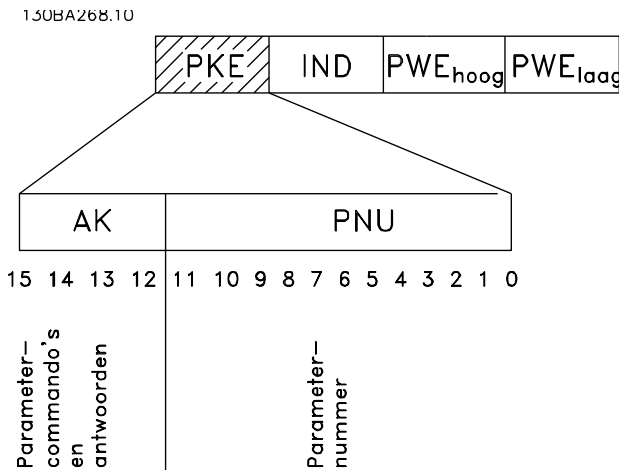 130BA268.10
PKE IND PWEhoog PWElaag
AK PNU
15 14 13 12 11 10 9 8 7 6 5 4 3 2 1 0
Parameter-
commando's
en
antwoorden
Parameter-
nummer